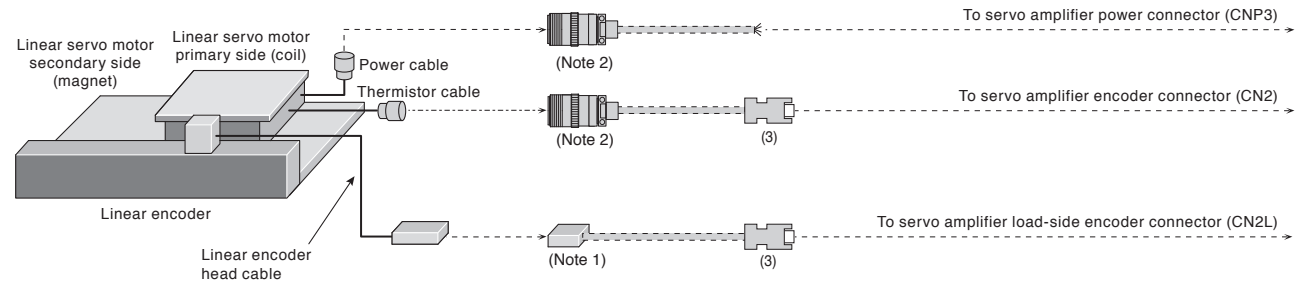 To servo amplifier power connector (CNP3)
Linear servo motor
secondary side
(magnet)
Linear servo motor
primary side (coil)
Power cable
(Note 2)
Thermistor cable
To servo amplifier encoder connector (CN2)
(Note 2)
(3)
Linear encoder
Linear encoder
head cable
To servo amplifier load-side encoder connector (CN2L)
(Note 1)
(3)